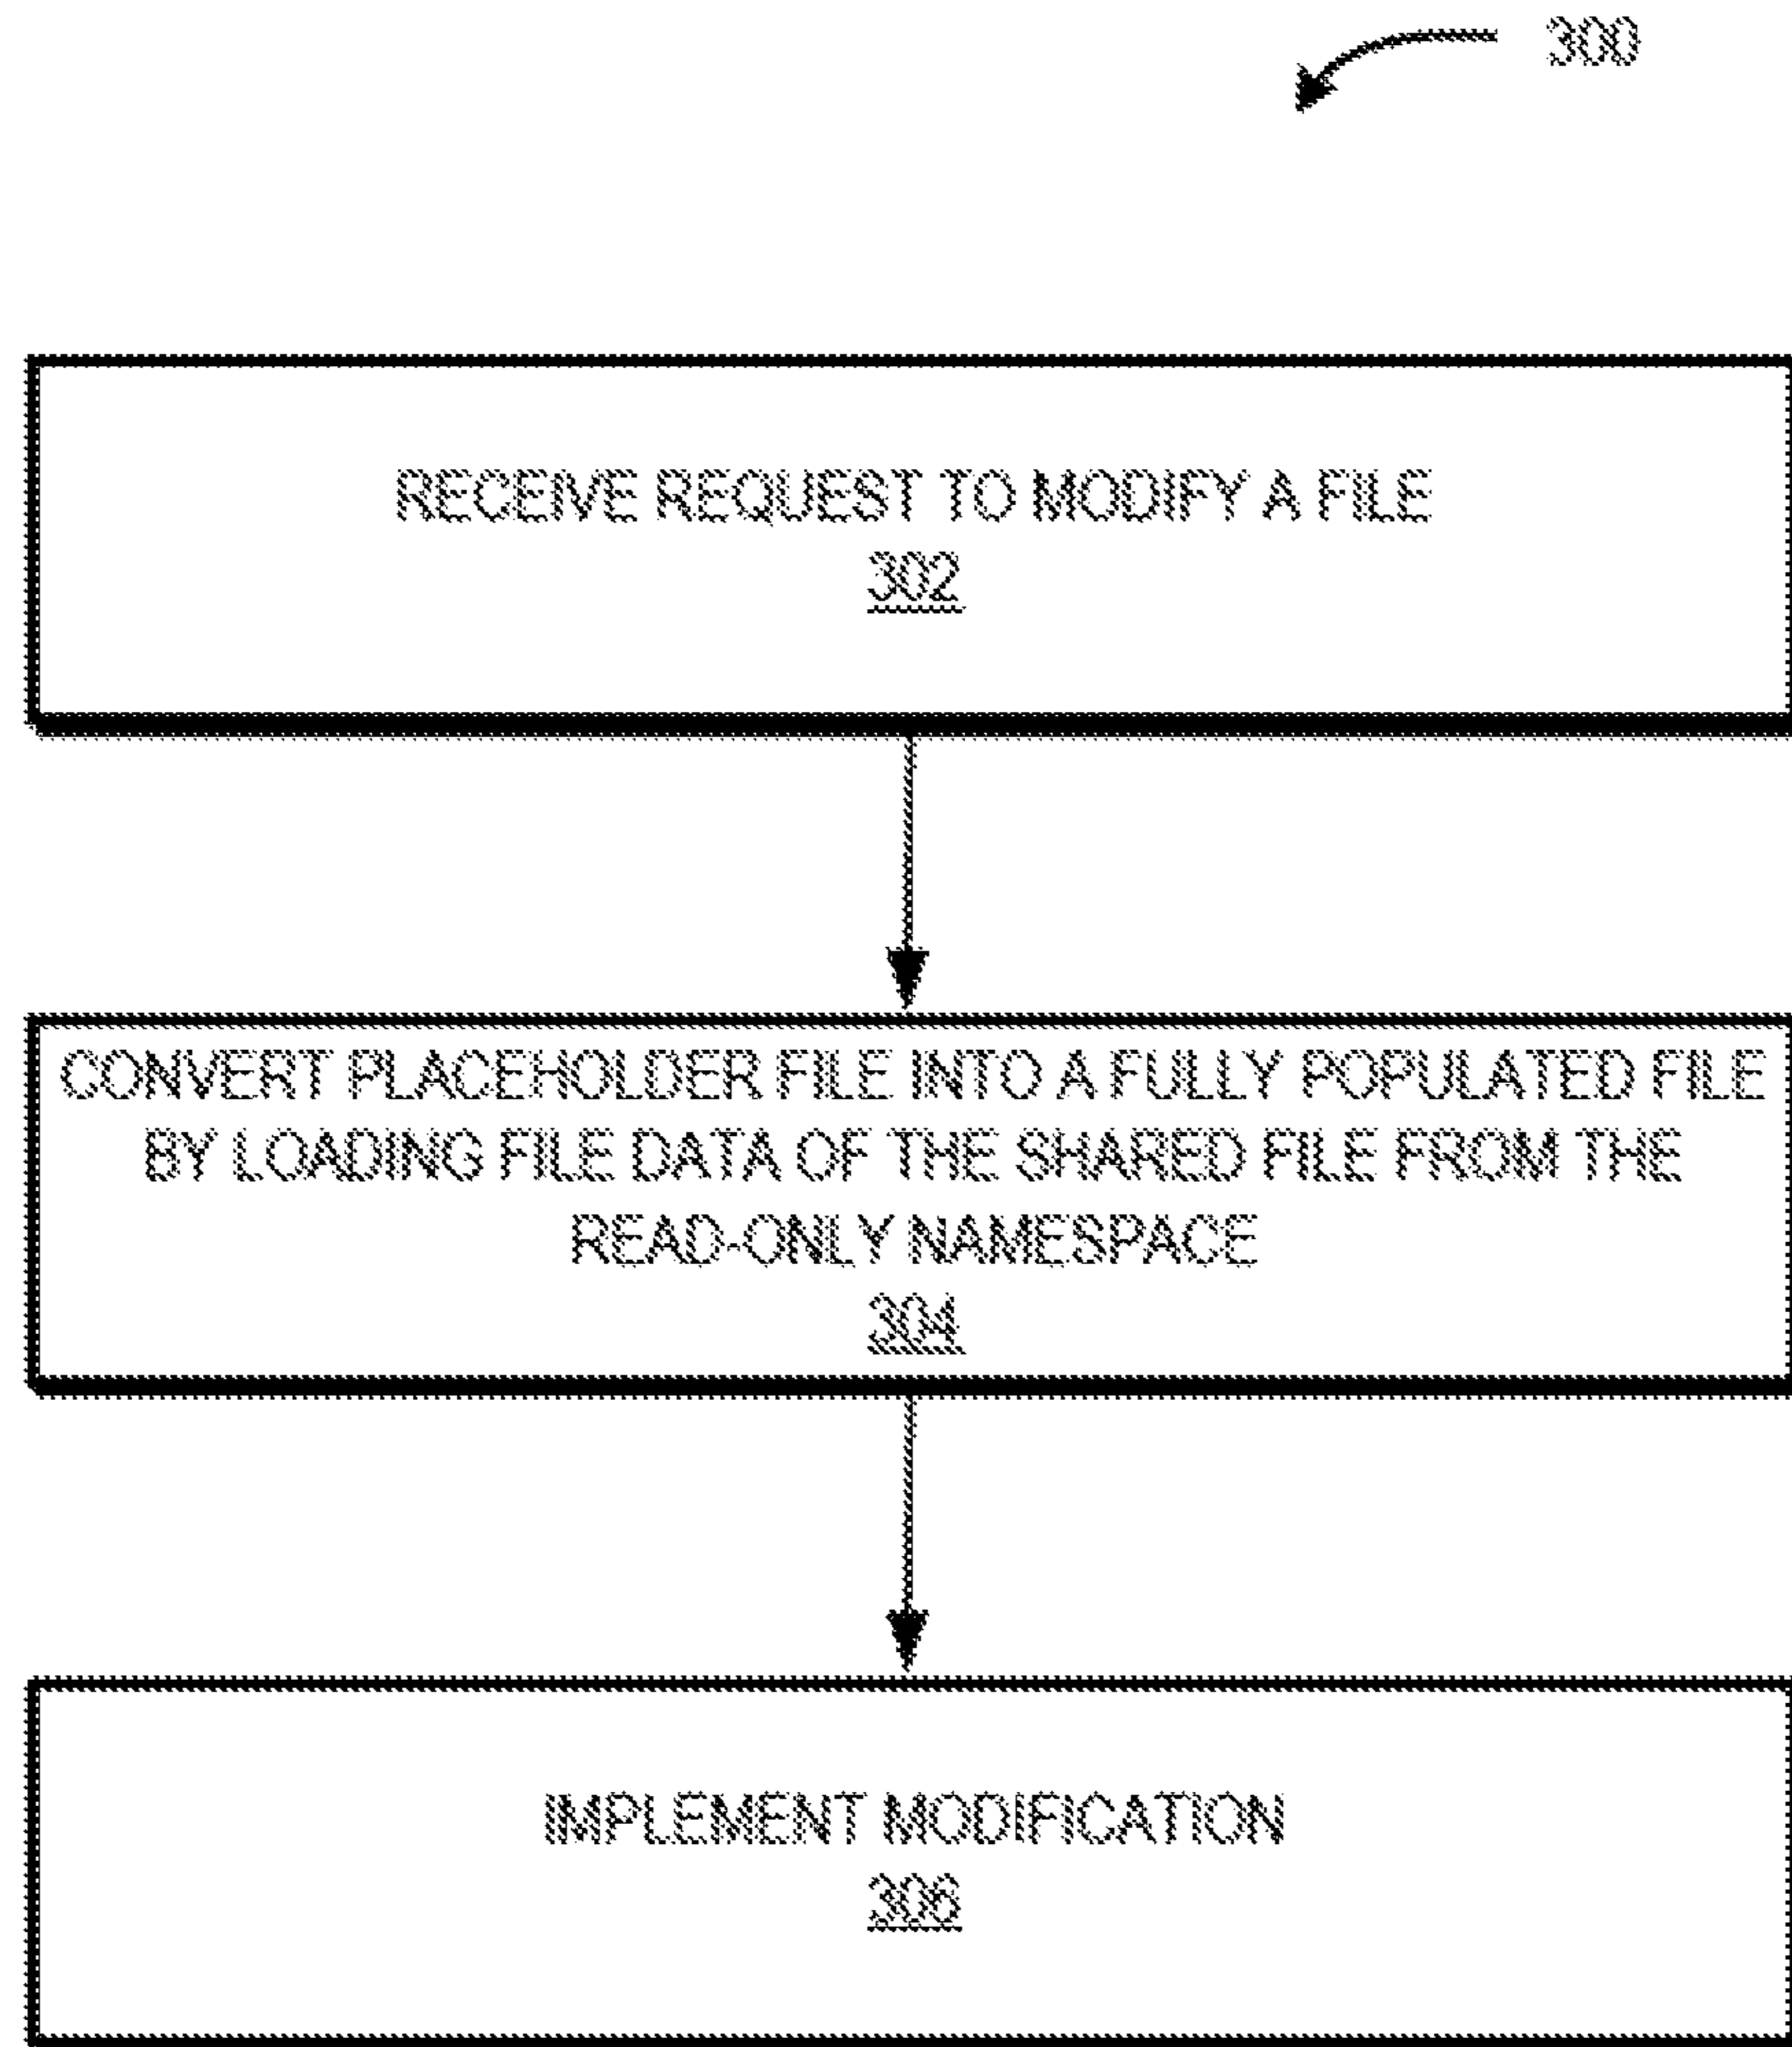 300
RECEIVE REQUEST TO MODIFY A FILE
302
CONVERT PLACEHOLDER FILE INTO A FULLY POPULATED FILE
BY LOADING FILE DATA OF THE SHARED FILE FROM THE
READ-ONLY NAMESPACE
304
IMPLEMENT MODIFICATION
306